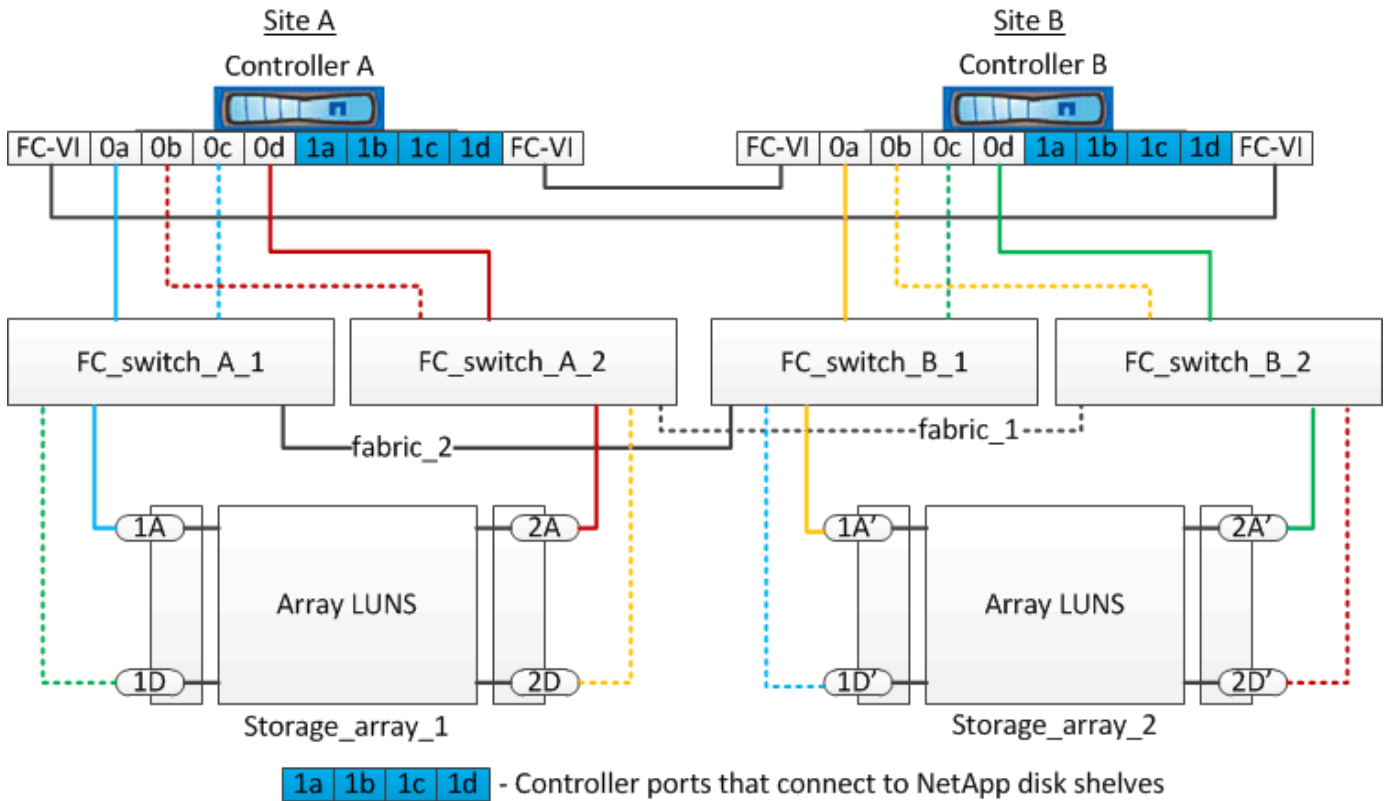 Site A
Site B
Controller A
Controller B
FC-VI 0a 0b 0c 0d 1a 1b 1c 1d FC-VI
FC-VI 0a 0b 0c 0d 1a 1b 1c 1d FC-VI
FC_switch_A_1
FC_switch_A_2
FC_switch_B_1
FC_switch_B_2
fabric_2
fabric_1
1A
2A
1A’
2A’
Array LUNS
Array LUNS
1D
2D
1D’
2D’
Storage_array_1
Storage_array_2
1a 1b 1c 1d - Controller ports that connect to NetApp disk shelves